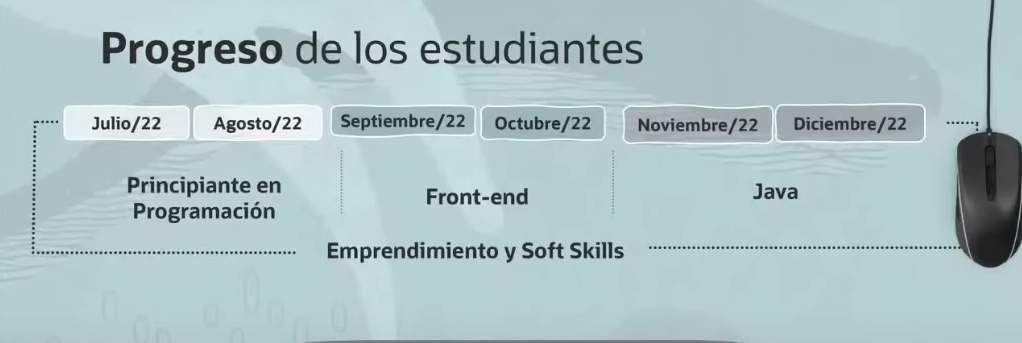 Progreso de los estudiantes
Julio/22 Agosto/22 Septiembre/22 Octubre/22 Noviembre/22 Diciembre/22
Principiante en
Programación
Front-end
Java
Emprendimiento y Soft Skills